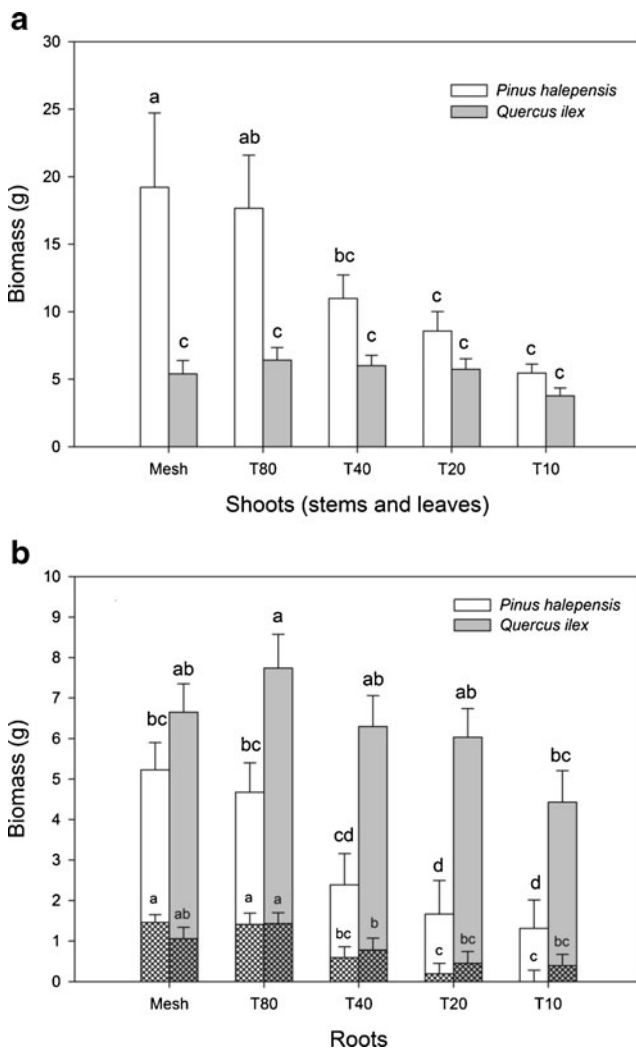 a
30
25
20
15
10
5
0
Biomass (g)
Pinus halepensis
Quercus ilex
a
c
ab
c
bc
c
c
c
c
c
Mesh T80 T40 T20 T10
Shoots (stems and leaves)
b
10
9
8
7
6
5
4
3
2
1
0
Biomass (g)
Pinus halepensis
Quercus ilex
bc
ab
bc
a
cd
ab
d
ab
d
bc
a
ab
a
a
bc
b
c
bc
c
bc
Mesh T80 T40 T20 T10
Roots